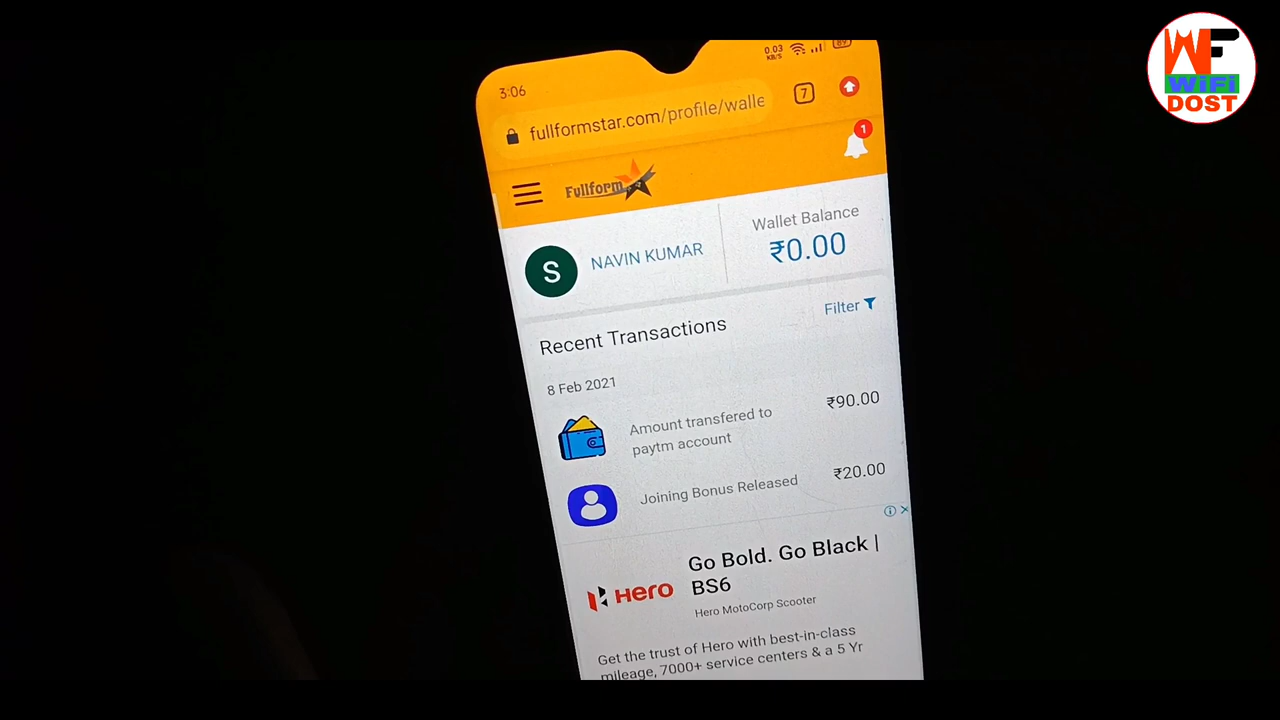 WF
WiFi
DOST
3:06
0.03
KB/S
89
fullformstar.com/profile/walle
7
1
Fullform
S
NAVIN KUMAR
Wallet Balance
₹0.00
Recent Transactions
Filter
8 Feb 2021
Amount transfered to
paytm account
₹90.00
Joining Bonus Released
₹20.00
Go Bold. Go Black |
BS6
Hero
Hero MotoCorp Scooter
Get the trust of Hero with best-in-class
mileage, 7000+ service centers & a 5 Yr